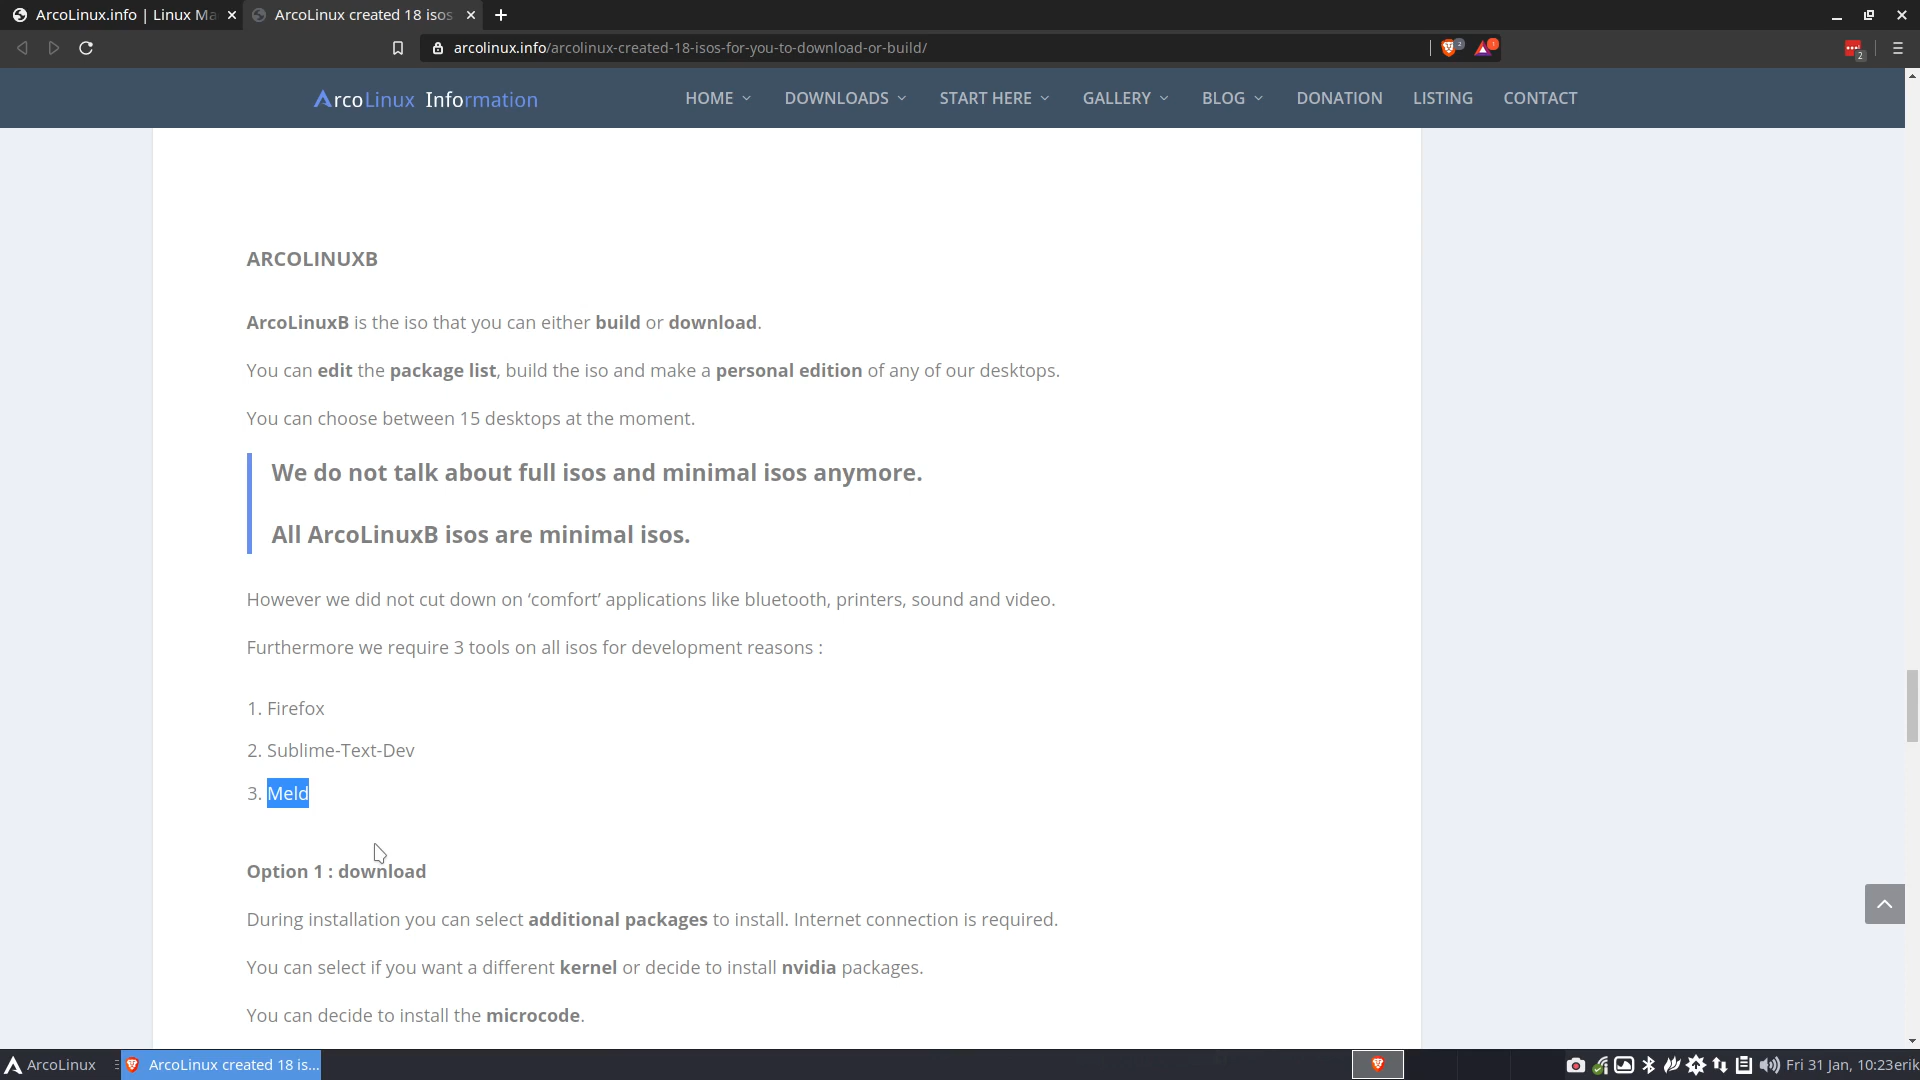 ArcoLinux.info | Linux Ma
ArcoLinux created 18 isos
arcolinux.info/arcolinux-created-18-isos-for-you-to-download-or-build/
2
1
2
ArcoLinux Information
HOME
DOWNLOADS
START HERE
GALLERY
BLOG
DONATION
LISTING
CONTACT
ARCOLINUXB
ArcoLinuxB is the iso that you can either build or download.
You can edit the package list, build the iso and make a personal edition of any of our desktops.
You can choose between 15 desktops at the moment.
We do not talk about full isos and minimal isos anymore.
All ArcoLinuxB isos are minimal isos.
However we did not cut down on ‘comfort’ applications like bluetooth, printers, sound and video.
Furthermore we require 3 tools on all isos for development reasons :
1. Firefox
2. Sublime-Text-Dev
3. Meld
Option 1 : download
During installation you can select additional packages to install. Internet connection is required.
You can select if you want a different kernel or decide to install nvidia packages.
You can decide to install the microcode.
ArcoLinux
ArcoLinux created 18 is...
Fri 31 Jan, 10:23
erik